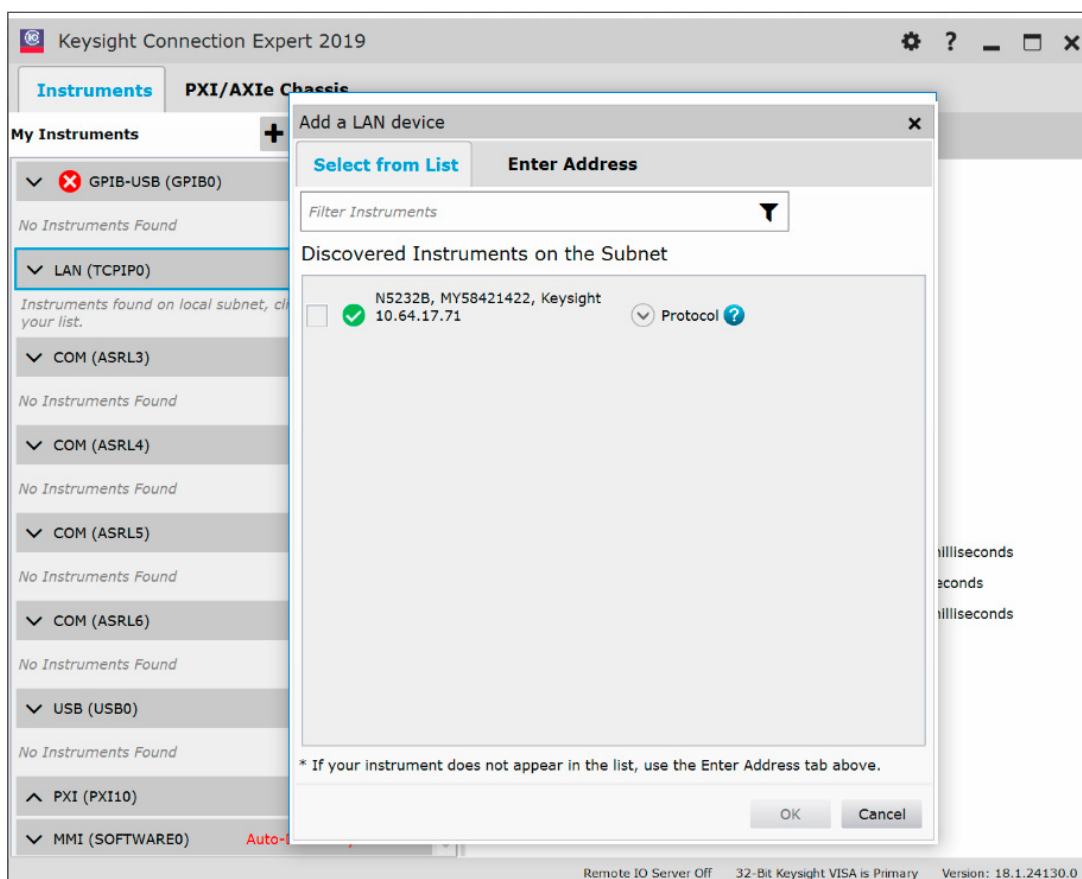 Keysight Connection Expert 2019
?
Instruments
PXI/AXIe Chassis
My Instruments
GPIB-USB (GPIB0)
No Instruments Found
LAN (TCPIP0)
Instruments found on local subnet,
your list.
COM (ASRL3)
No Instruments Found
COM (ASRL4)
No Instruments Found
COM (ASRL5)
No Instruments Found
COM (ASRL6)
No Instruments Found
USB (USB0)
No Instruments Found
PXI (PXI10)
MMI (SOFTWARE0)
Add a LAN device
Select from List
Enter Address
Filter Instruments
Discovered Instruments on the Subnet
N5232B, MY58421422, Keysight
10.64.17.71
Protocol ?
* If your instrument does not appear in the list, use the Enter Address tab above.
OK
Cancel
Remote IO Server Off
32-Bit Keysight VISA is Primary
Version: 18.1.24130.0